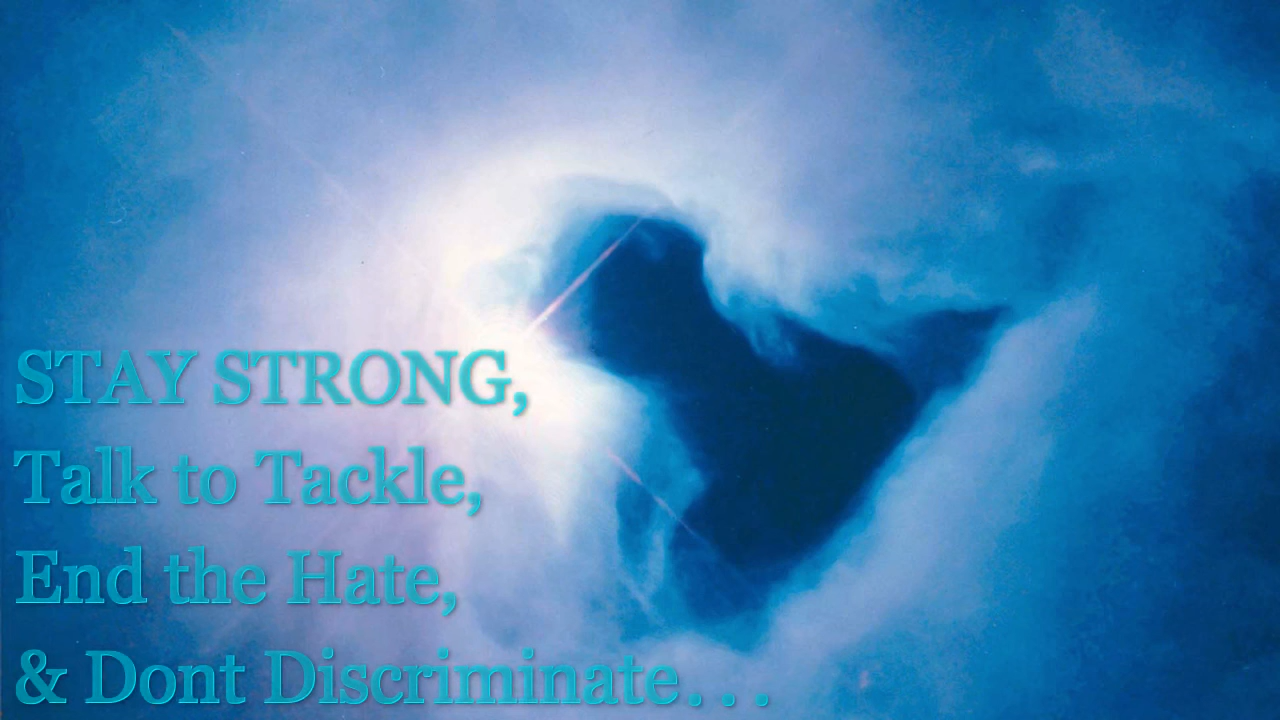 STAY STRONG,
Talk to Tackle,
End the Hate,
& Dont Discriminate...